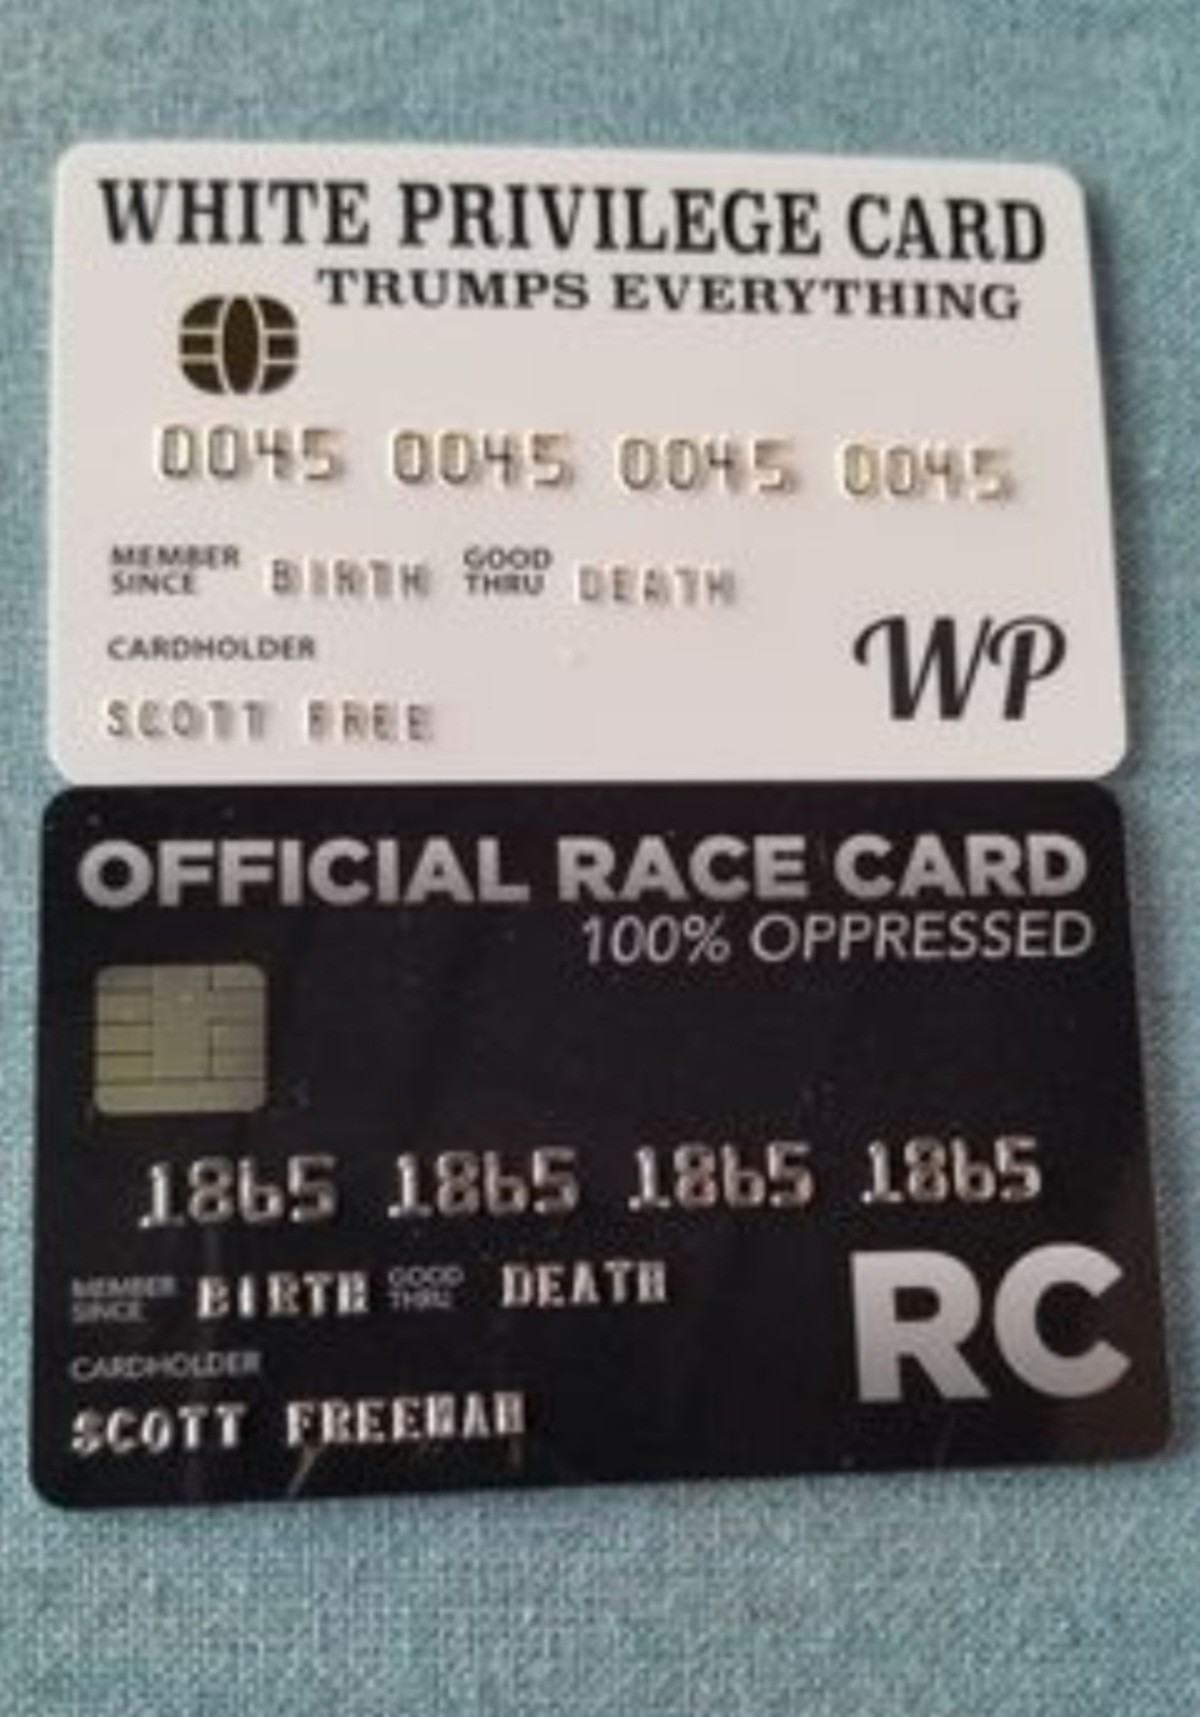 WHITE PRIVILEGE CARD
TRUMPS EVERYTHING
0045 0045 0045 0045
MEMBER SINCE BIRTH GOOD THRU DEATH
CARDHOLDER
SCOTT FREE
WP
OFFICIAL RACE CARD
100% OPPRESSED
1865 1865 1865 1865
MEMBER SINCE BIRTH GOOD THRU DEATH
CARDHOLDER
SCOTT FREEMAN
RC